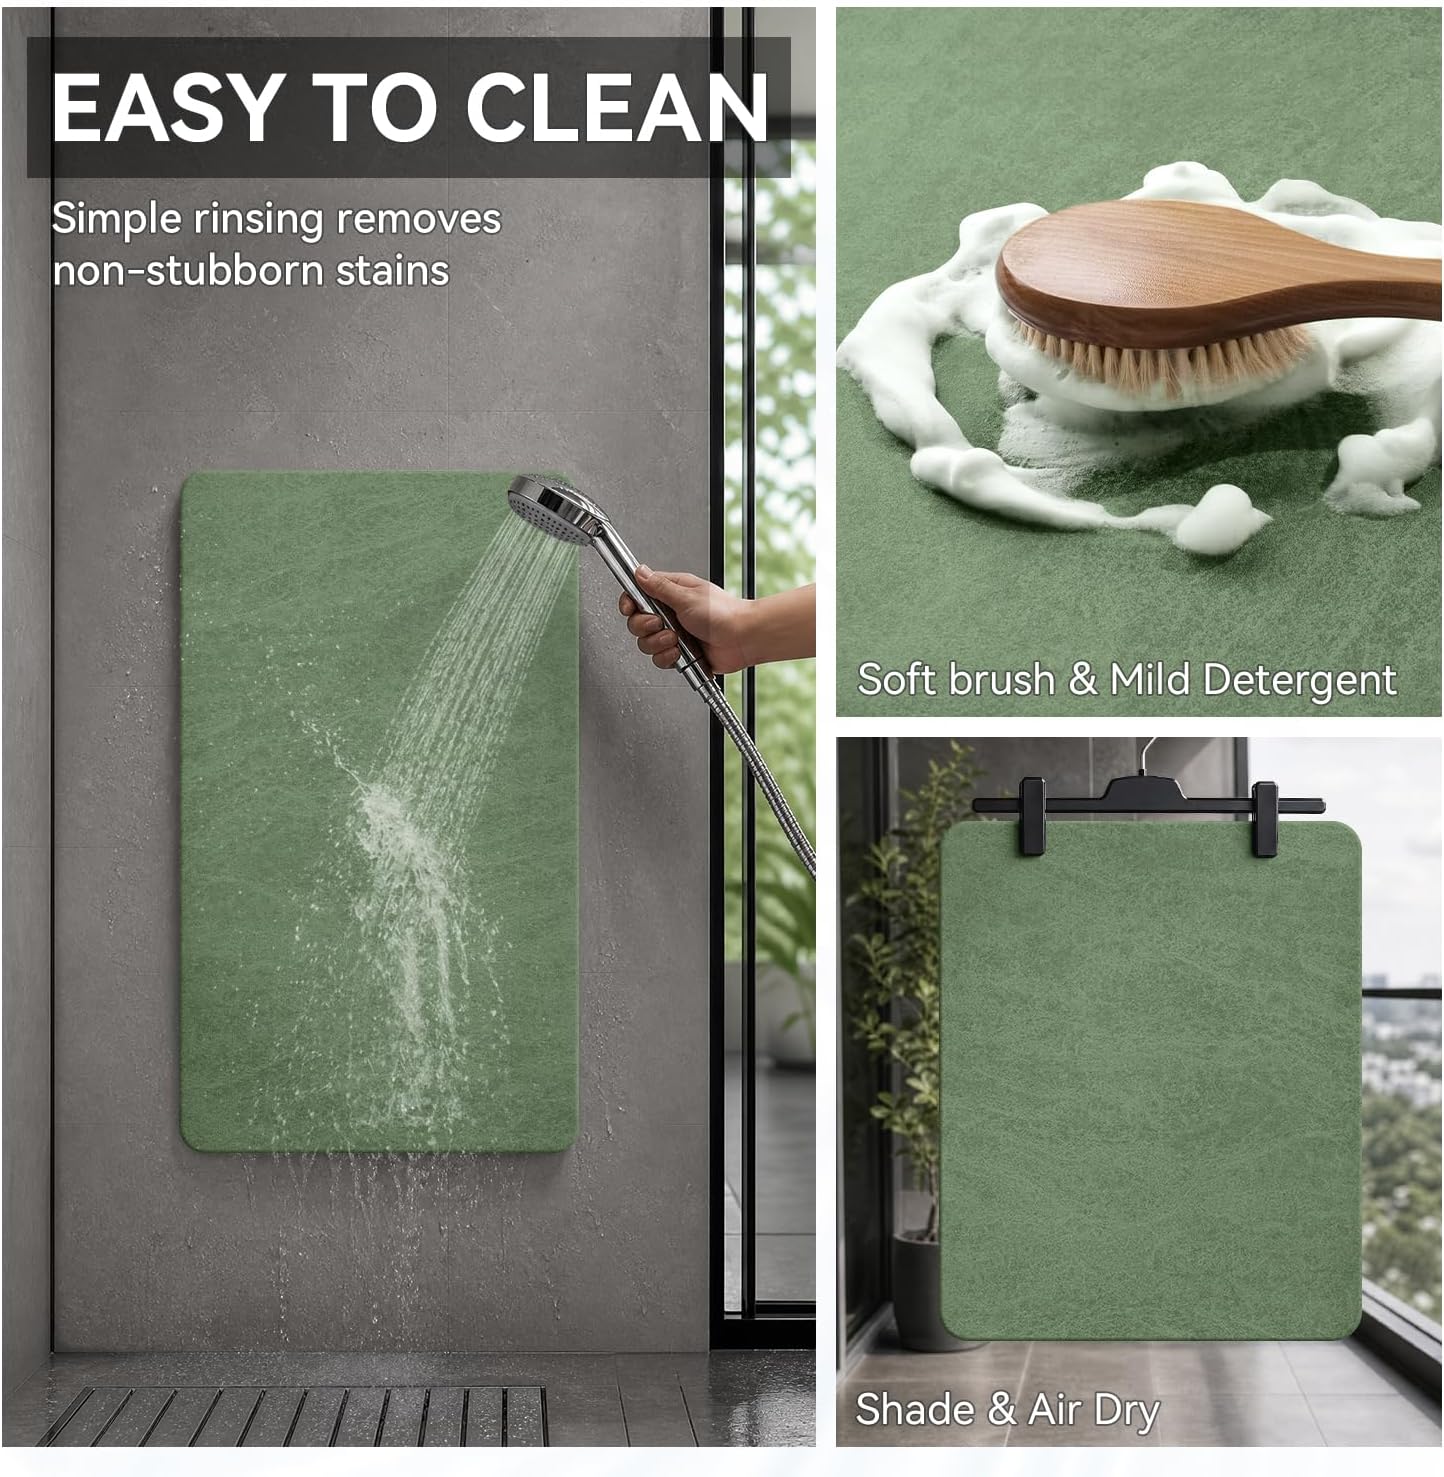 EASY TO CLEAN
Simple rinsing removes
non-stubborn stains
Soft brush & Mild Detergent
Shade & Air Dry